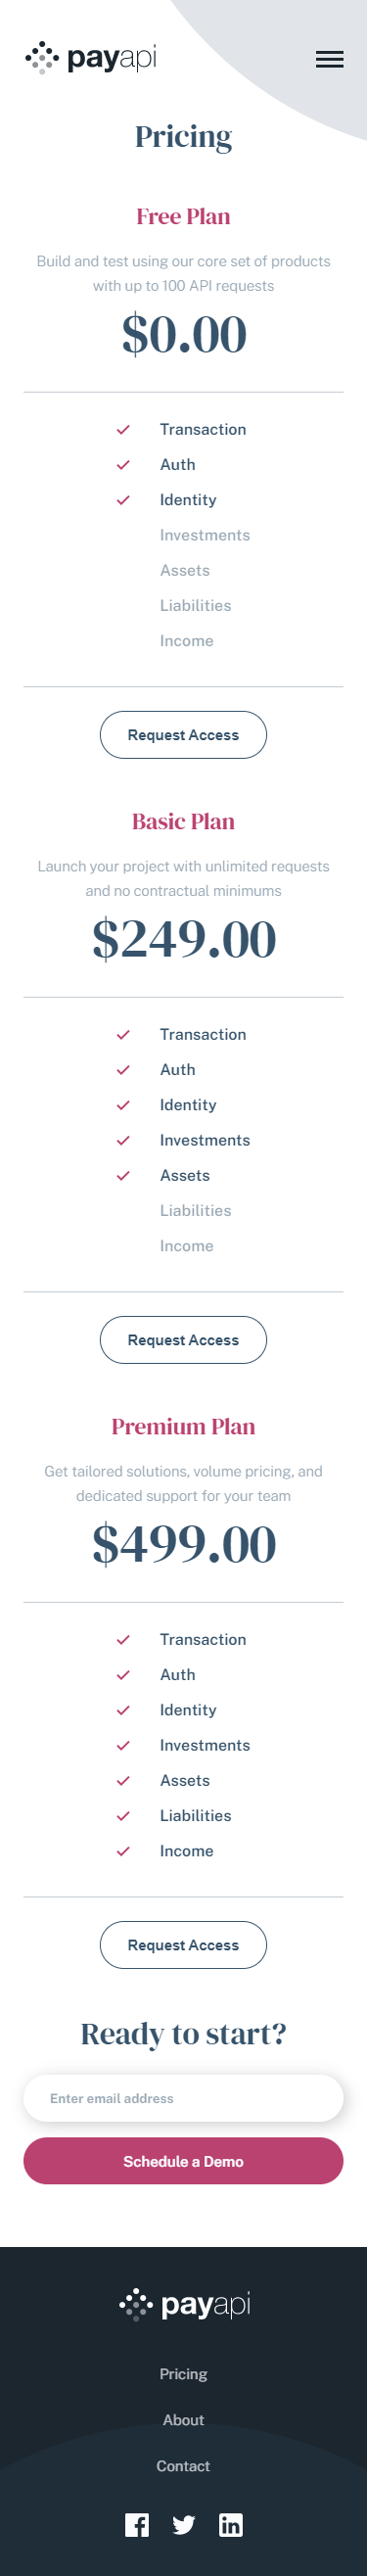 payapi
Pricing
Free Plan
Build and test using our core set of products
with up to 100 API requests
$0.00
Transaction
Auth
Identity
Investments
Assets
Liabilities
Income
Request Access
Basic Plan
Launch your project with unlimited requests
and no contractual minimums
$249.00
Transaction
Auth
Identity
Investments
Assets
Liabilities
Income
Request Access
Premium Plan
Get tailored solutions, volume pricing, and
dedicated support for your team
$499.00
Transaction
Auth
Identity
Investments
Assets
Liabilities
Income
Request Access
Ready to start?
Enter email address
Schedule a Demo
payapi
Pricing
About
Contact